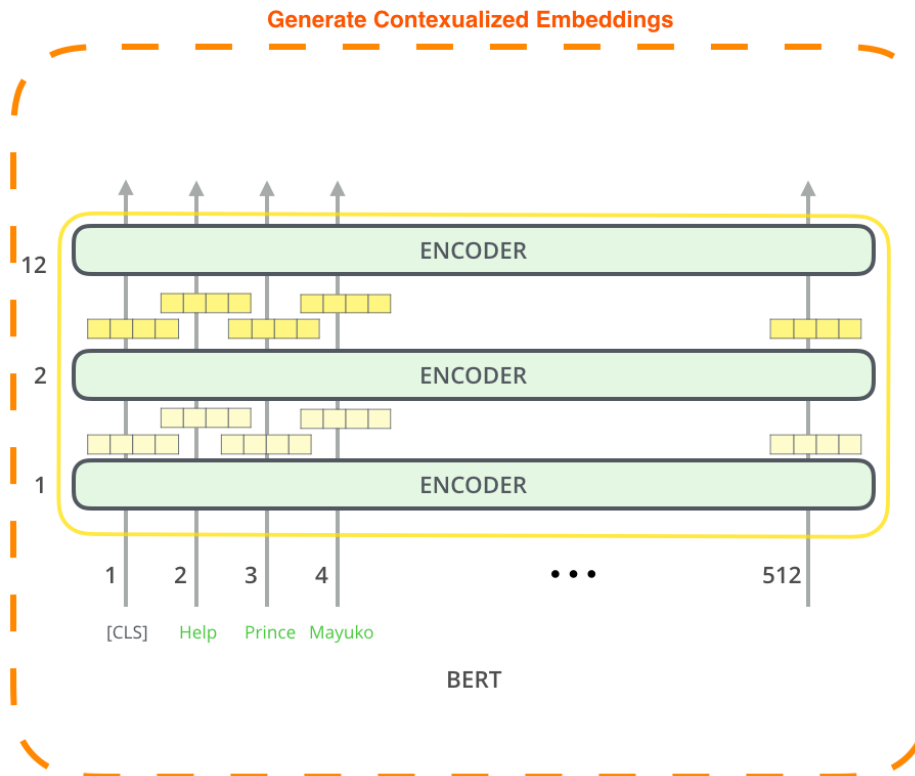 Generate Contexualized Embeddings
ENCODER
12
ENCODER
2
ENCODER
1
1 2 3 4 ••• 512
[CLS] Help Prince Mayuko
BERT